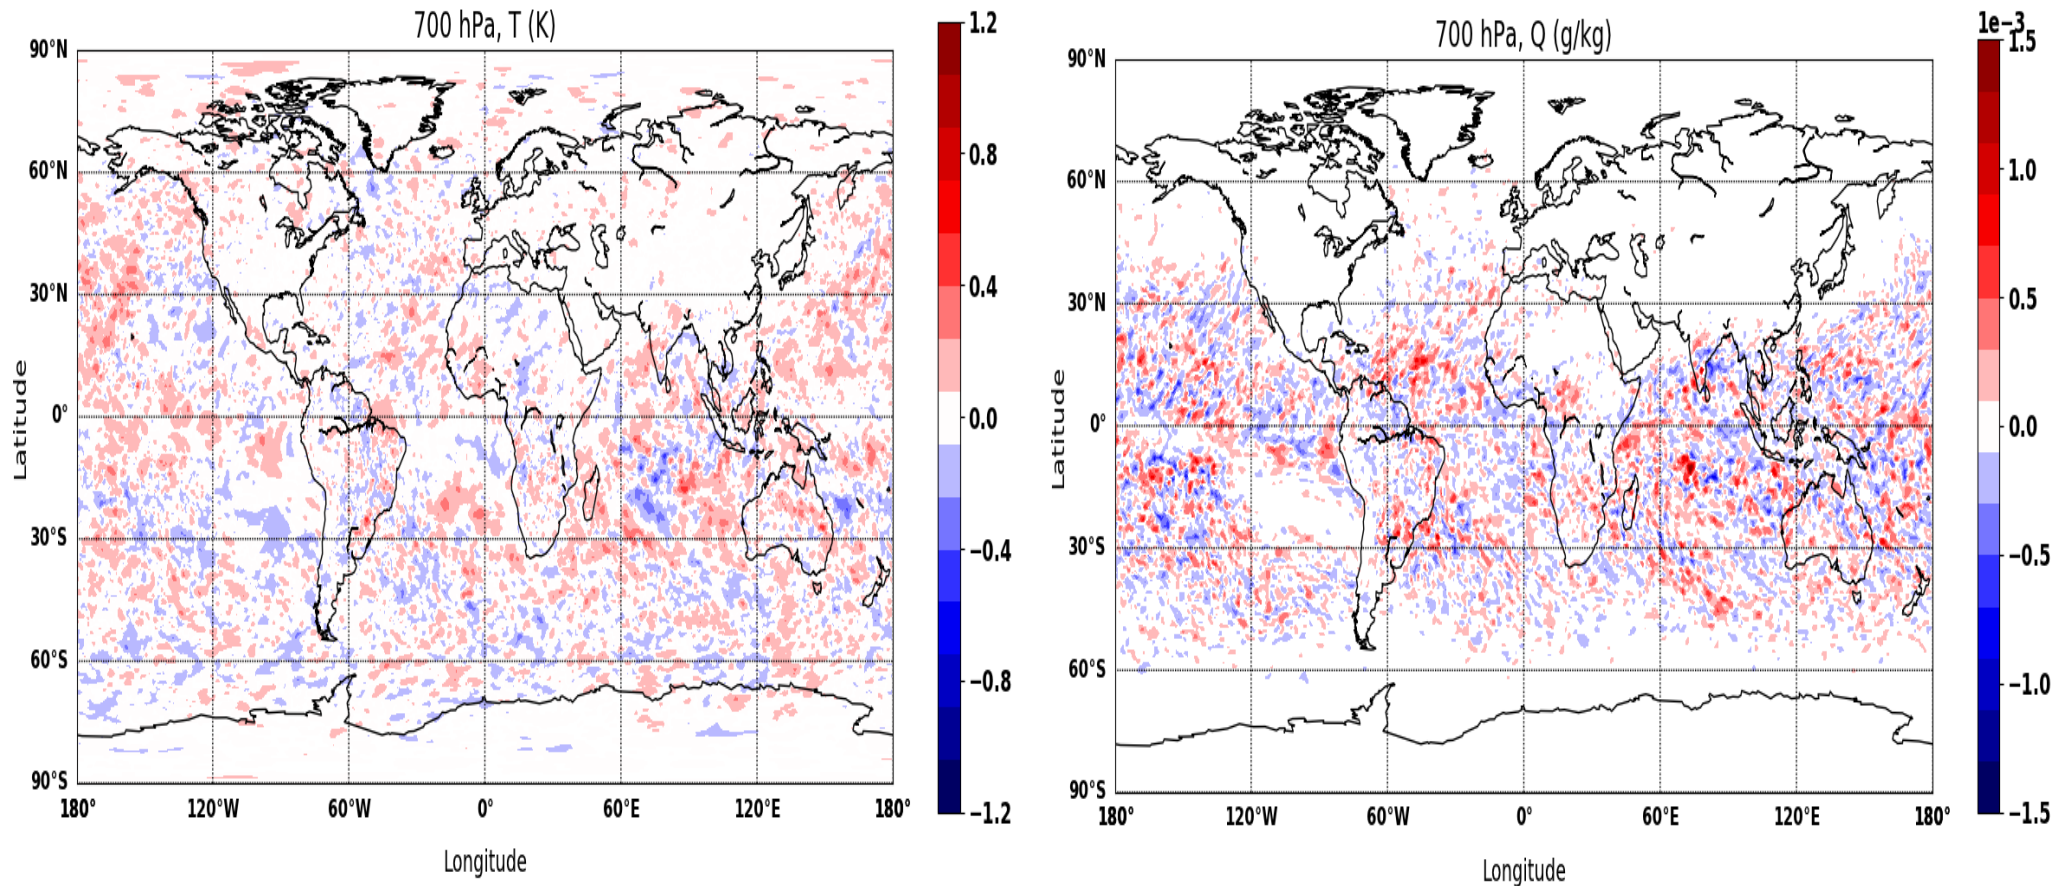 700 hPa, T (K)
90°N
60°N
30°N
0°
30°S
60°S
90°S
Latitude
180° 120°W 60°W 0° 60°E 120°E 180°
Longitude
1.2
0.8
0.4
0.0
−0.4
−0.8
−1.2
700 hPa, Q (g/kg)
90°N
60°N
30°N
0°
30°S
60°S
90°S
Latitude
180° 120°W 60°W 0° 60°E 120°E 180°
Longitude
1e−3
1.5
1.0
0.5
0.0
−0.5
−1.0
−1.5